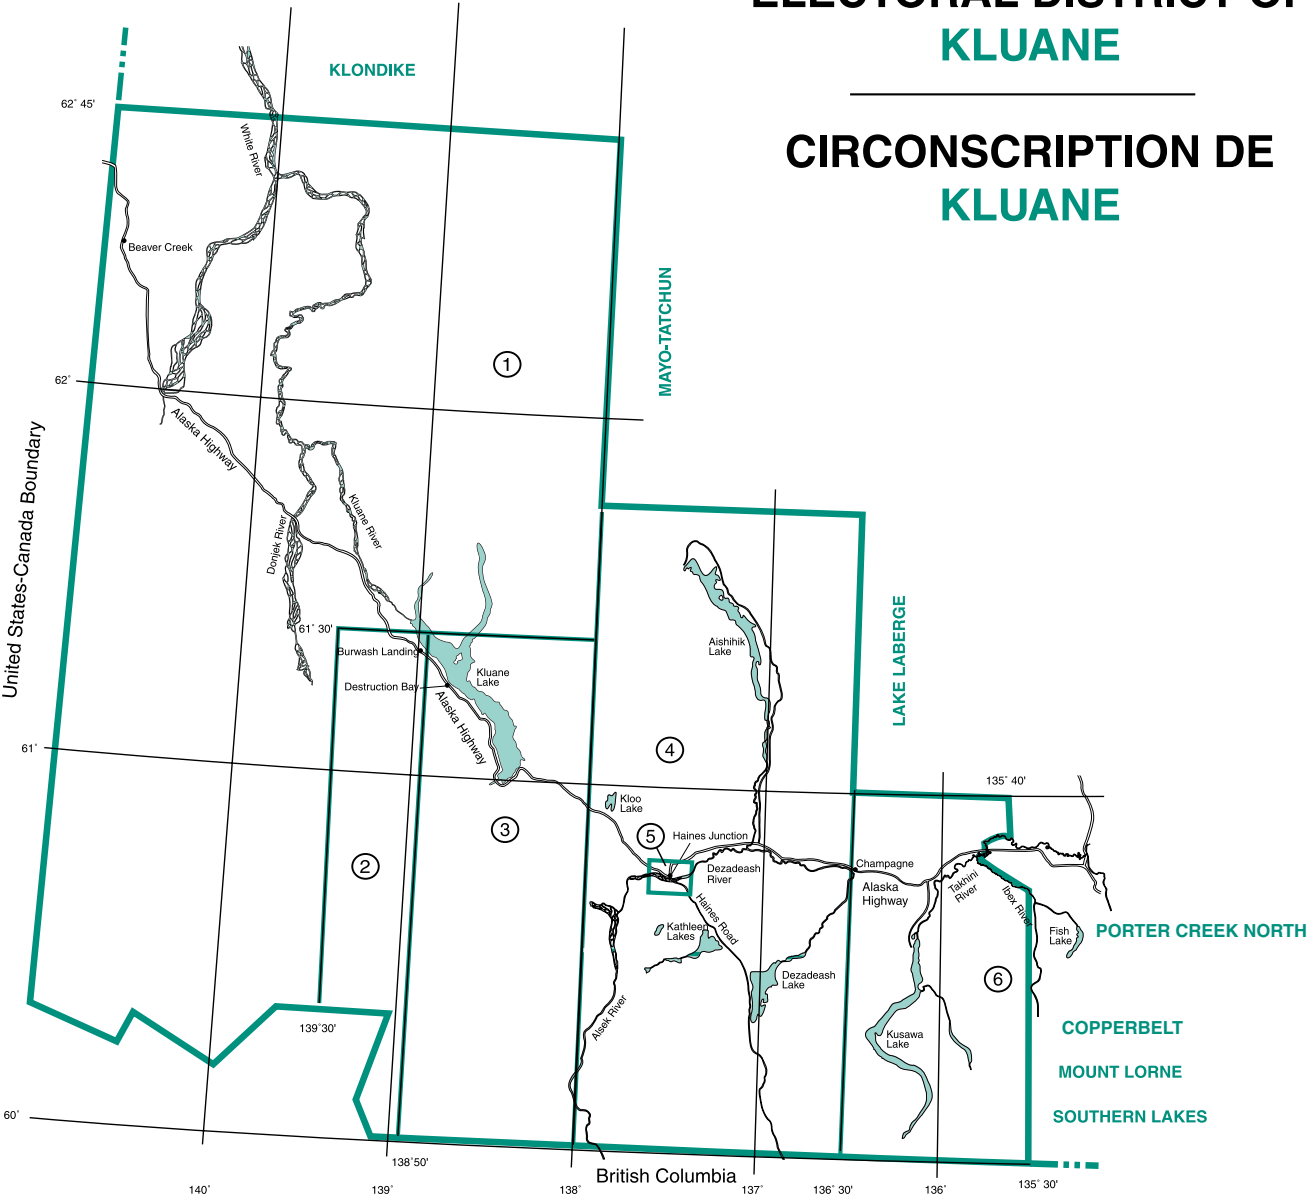 ELECTORAL DISTRICT OF
KLUANE
CIRCONSCRIPTION DE
KLUANE
KLONDIKE
62° 45'
White River
Beaver Creek
MAYO-TATCHUN
1
62°
Alaska Highway
United States-Canada Boundary
Kluane River
Donjek River
61° 30'
Burwash Landing
Destruction Bay
Kluane
Lake
Alaska Highway
Aishihik
Lake
LAKE LABERGE
61°
4
135° 40'
Kloo
Lake
3
5
Haines Junction
2
Dezadeash
River
Champagne
Alaska
Highway
Takhini
River
Ibex River
Haines Road
Kathleen
Lakes
Fish
Lake
PORTER CREEK NORTH
Dezadeash
Lake
6
Alsek River
139°30'
Kusawa
Lake
COPPERBELT
MOUNT LORNE
SOUTHERN LAKES
60°
138°50'
British Columbia
140°
139°
138°
137°
136° 30'
136°
135° 30'